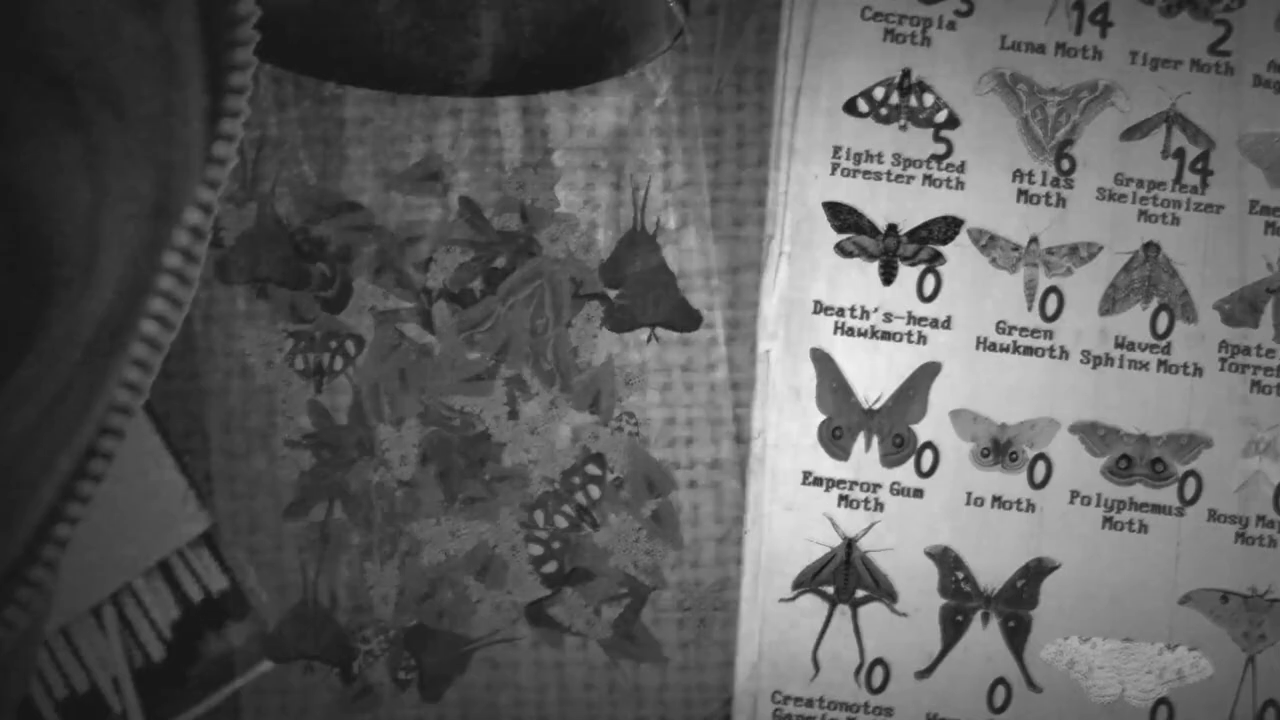 Cecropia
Moth
14
Luna Moth
2
Tiger Moth
5
Eight Spotted
Forester Moth
6
Atlas
Moth
14
Grape leaf
Skeletonizer
Moth
0
Death's-head
Hawkmoth
0
Green
Hawkmoth
0
Waved
Sphinx Moth
Apate
0
Emperor Gum
Moth
0
Io Moth
0
Polyphemus
Moth
Rosy
Moth
0
Creatonotos
0